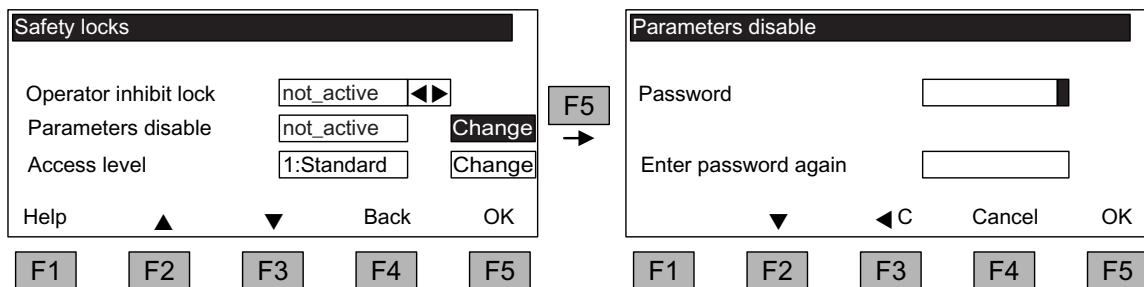 Safety locks
Operator inhibit lock not_active ◀▶
Parameters disable not_active Change
Access level 1:Standard Change
Help ▲ ▼ Back OK
F1 F2 F3 F4 F5
F5
→
Parameters disable
Password
Enter password again
▼ ◀C Cancel OK
F1 F2 F3 F4 F5